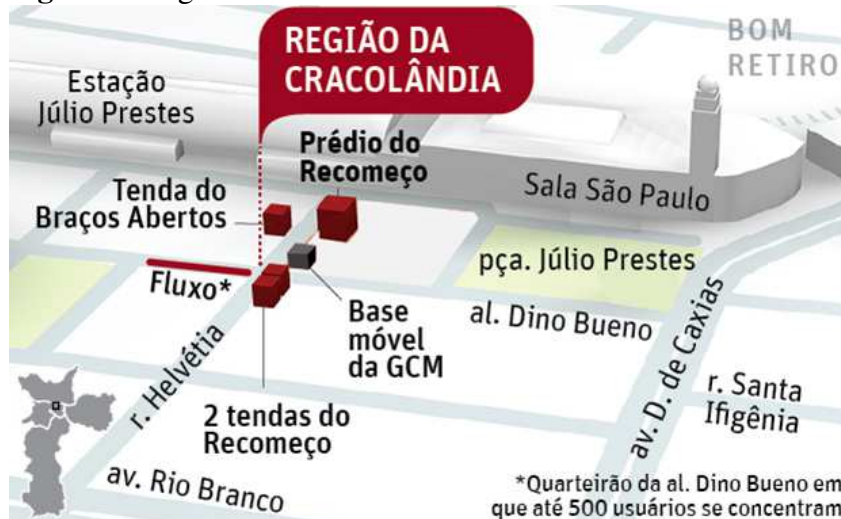 REGIÃO DA
CRACOLÂNDIA
BOM
RETIRO
Estação
Júlio Prestes
Prédio do
Recomeço
Tenda do
Braços Abertos
Sala São Paulo
pça. Júlio Prestes
Fluxo*
al. Dino Bueno
Base
móvel
da GCM
av. D. de Caxias
r. Helvétia
r. Santa
Ifigênia
2 tendas do
Recomeço
av. Rio Branco
*Quarteirão da al. Dino Bueno em
que até 500 usuários se concentram